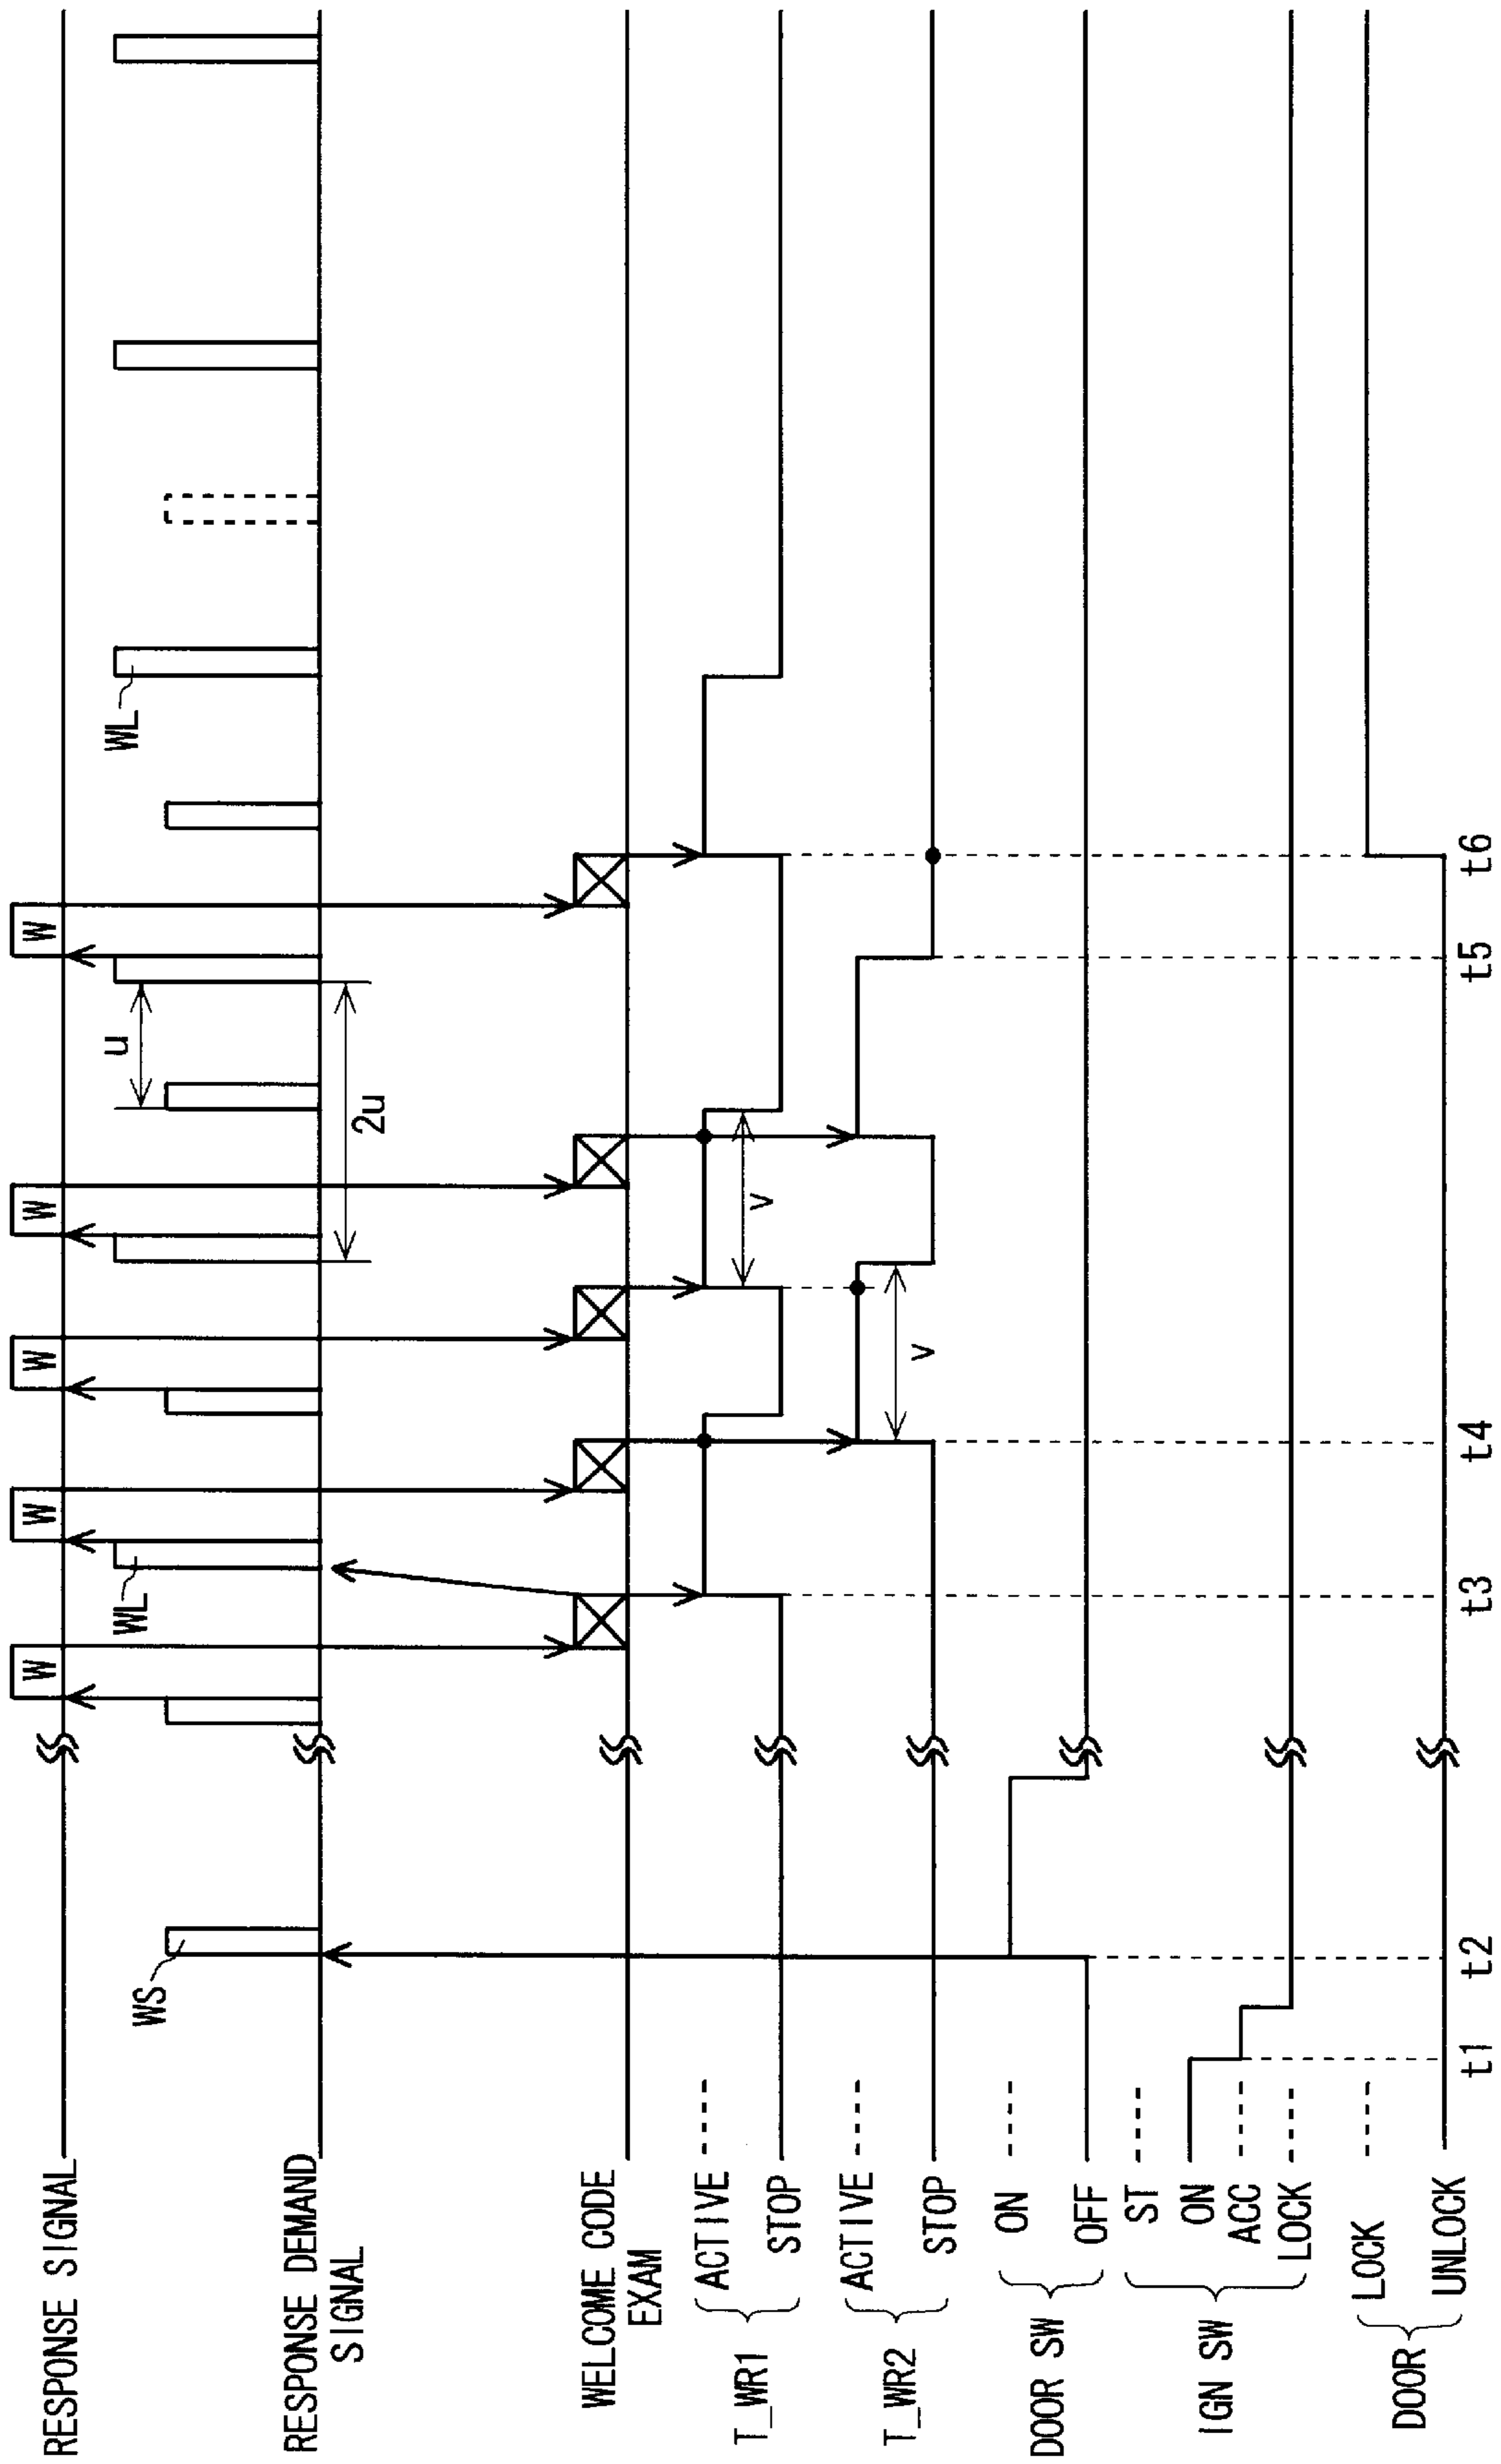 RESPONSE SIGNAL
W
W
W
W
W
RESPONSE DEMAND
SIGNAL
WS
WL
u
2u
WL
WELCOME CODE
EXAM
T_WR1
ACTIVE
STOP
v
T_WR2
ACTIVE
STOP
v
DOOR SW
ON
OFF
IGN SW
ST
ON
ACC
LOCK
DOOR
LOCK
UNLOCK
t1
t2
t3
t4
t5
t6